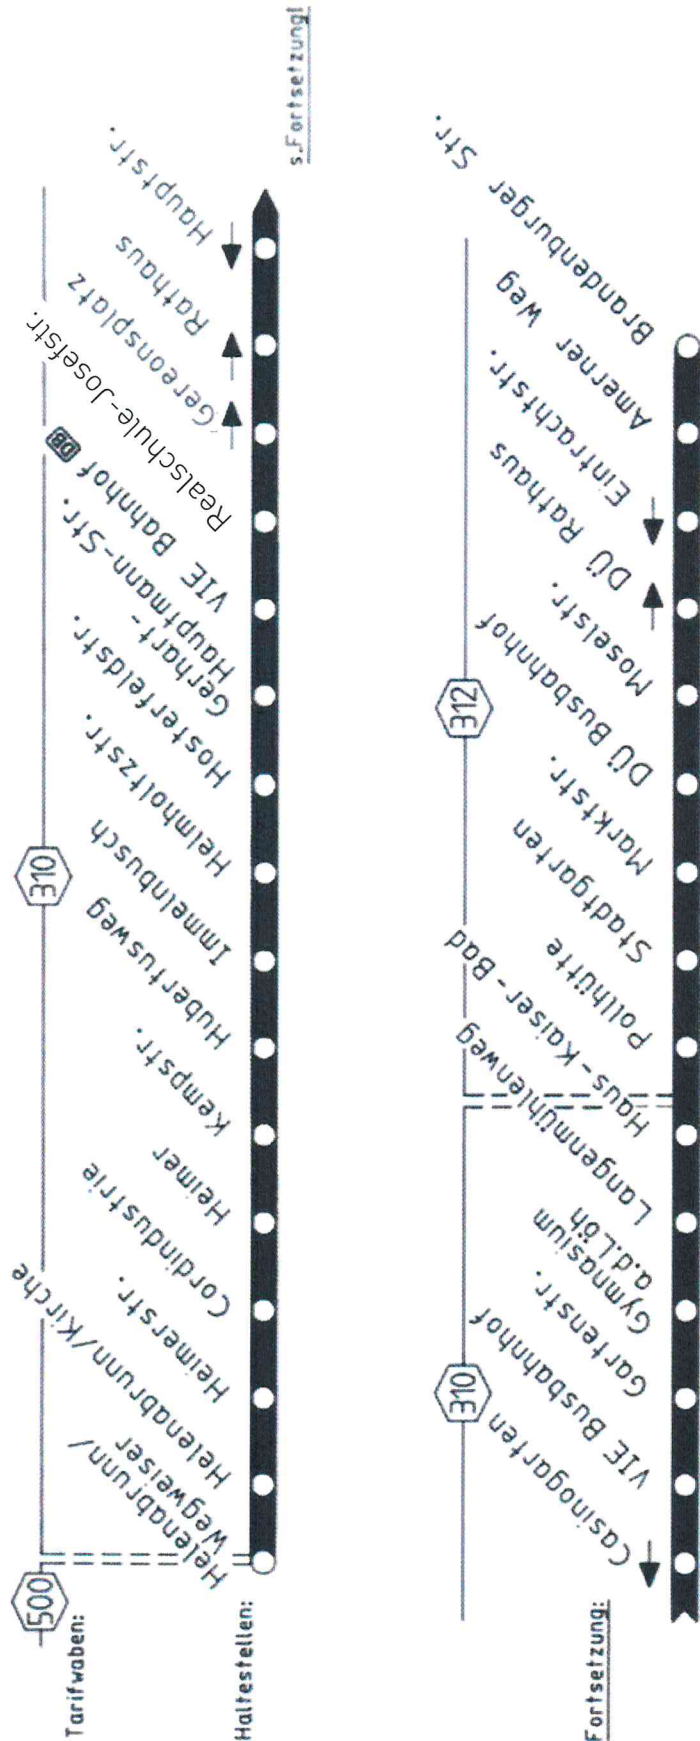 500
310
Tarifwaben:
Haltestellen:
Helenabrunn/
Wegweiser
Helenabrunn/Kirche
Heimerstr.
Cordindustrie
Heimer
Kempstr.
Hubertusweg
Immelnbusch
Helmholtzstr.
Hosterfeldstr.
Gerhart-
Hauptmann-Str.
VIE Bahnhof DB
Realschule-Josefstr.
Gereonsplatz
Rathaus
Hauptstr.
s.Fortsetzung!
310
312
Fortsetzung:
Casinogarten
VIE Busbahnhof
Gartenstr.
Gymnasium
a.d.Löh
Langenmühlenweg
Haus-Kaiser-Bad
Pollhütte
Stadtgarten
Marktstr.
DÜ Busbahnhof
Moselstr.
DÜ Rathaus
Eintrachtstr.
Amerner Weg
Brandenburger Str.